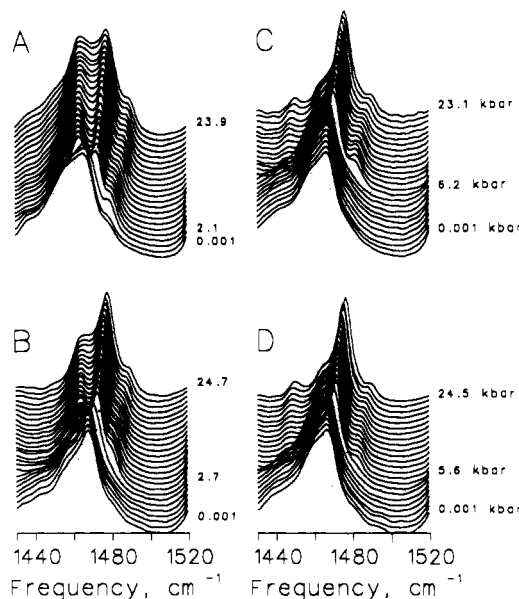 A
23.9
2.1
0.001
C
23.1 kbar
6.2 kbar
0.001 kbar
B
24.7
2.7
0.001
D
24.5 kbar
5.6 kbar
0.001 kbar
1440 1480 1520
1440 1480 1520
Frequency, cm -1
Frequency, cm -1